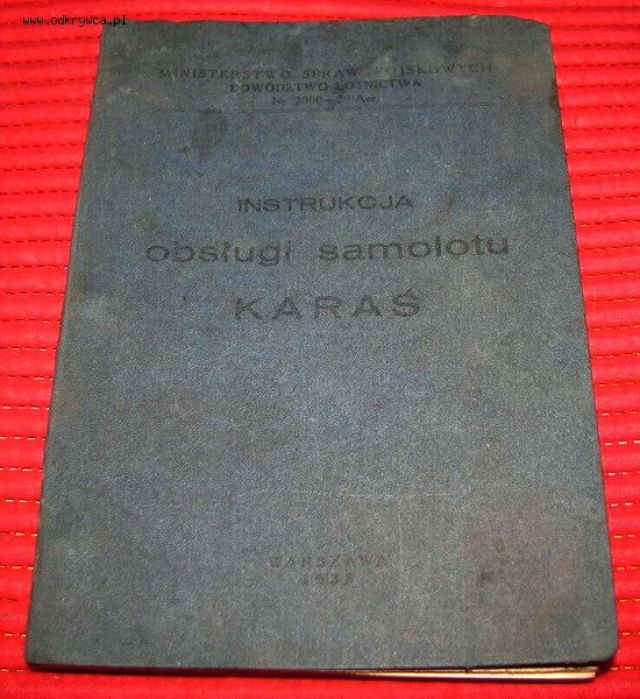 www.odkrywca.pl
MINISTERSTWO SPRAW WOJSKOWYCH
DOWÓDZTWO LOTNICTWA
INSTRUKCJA
obsługi samolotu
KARAŚ
WARSZAWA